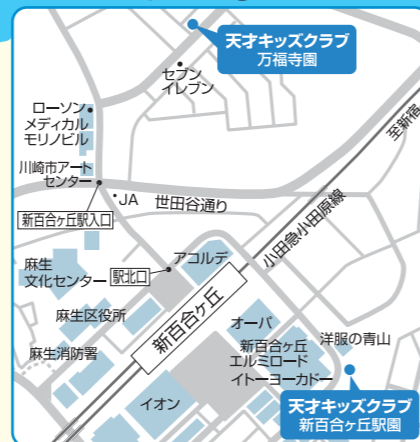 天才キッズクラブ
万福寺園
セブン
イレブン
ローソン
メディカル
モリノビル
川崎市アート
センター
至新宿
JA
世田谷通り
新百合ヶ丘駅入口
小田急小田原線
アコルデ
麻生
文化センター
駅北口
麻生区役所
新百合ヶ丘
オーパ
洋服の青山
新百合ヶ丘
エルミロード
麻生消防署
イトーヨーカドー
イオン
天才キッズクラブ
新百合ヶ丘駅園